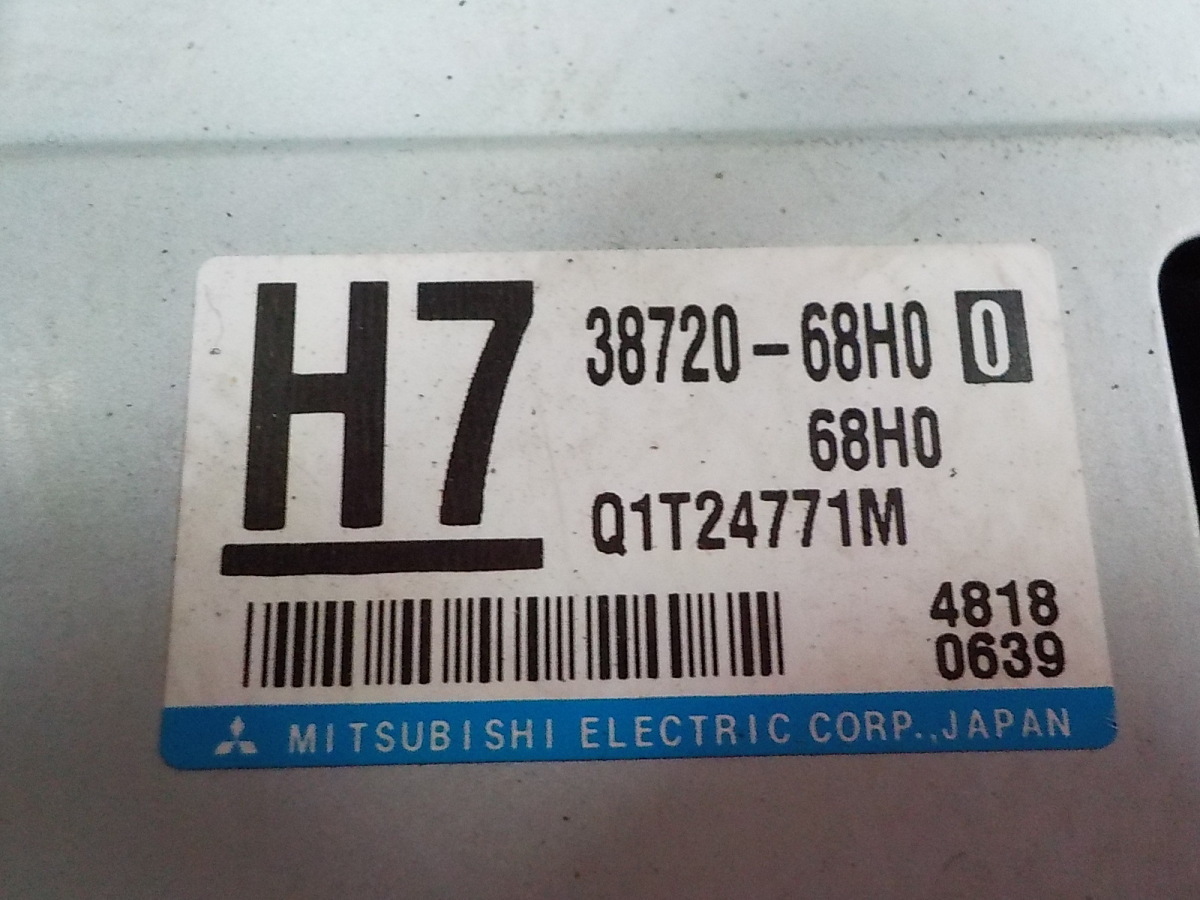 H7
38720-68H0 0
68H0
Q1T24771M
4818
0639
MITSUBISHI ELECTRIC CORP.,JAPAN